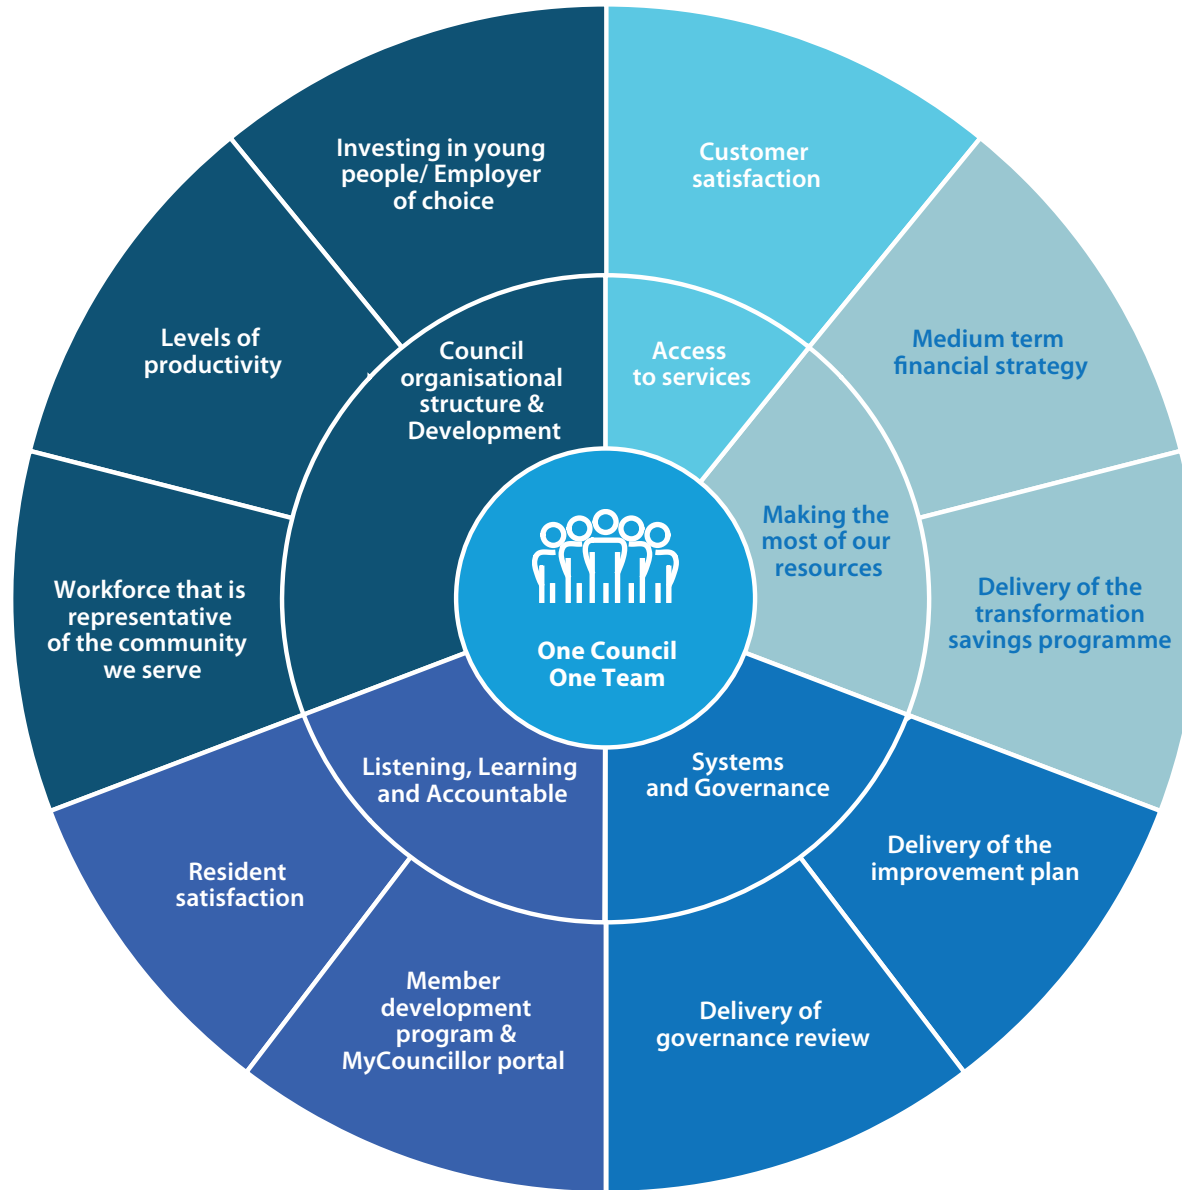 Investing in young
people/ Employer
of choice
Customer
satisfaction
Levels of
productivity
Council
organisational
structure &
Development
Access
to services
Medium term
financial strategy
Making the
most of our
resources
Workforce that is
representative
of the community
we serve
One Council
One Team
Delivery of the
transformation
savings programme
Listening, Learning
and Accountable
Systems
and Governance
Resident
satisfaction
Delivery of the
improvement plan
Member
development
program &
MyCouncillor portal
Delivery of
governance review